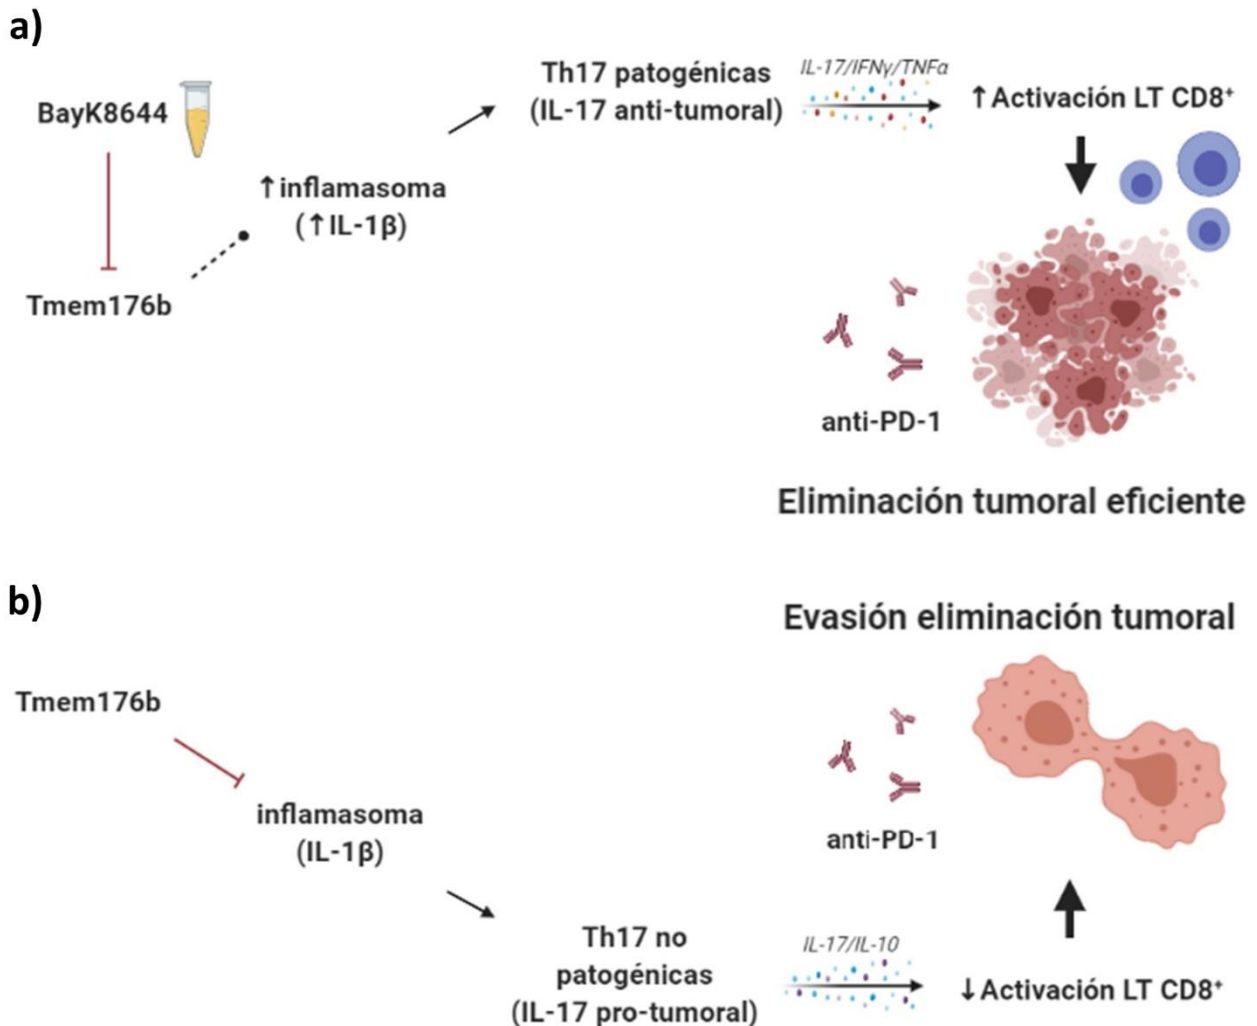 a)
BayK8644
Tmem176b
↑inflamasoma
(↑IL-1β)
Th17 patogénicas
(IL-17 anti-tumoral)
IL-17/IFNγ/TNFα
↑Activación LT CD8⁺
anti-PD-1
Eliminación tumoral eficiente
b)
Evasión eliminación tumoral
Tmem176b
inflamasoma
(IL-1β)
anti-PD-1
Th17 no
patogénicas
(IL-17 pro-tumoral)
IL-17/IL-10
↓Activación LT CD8⁺